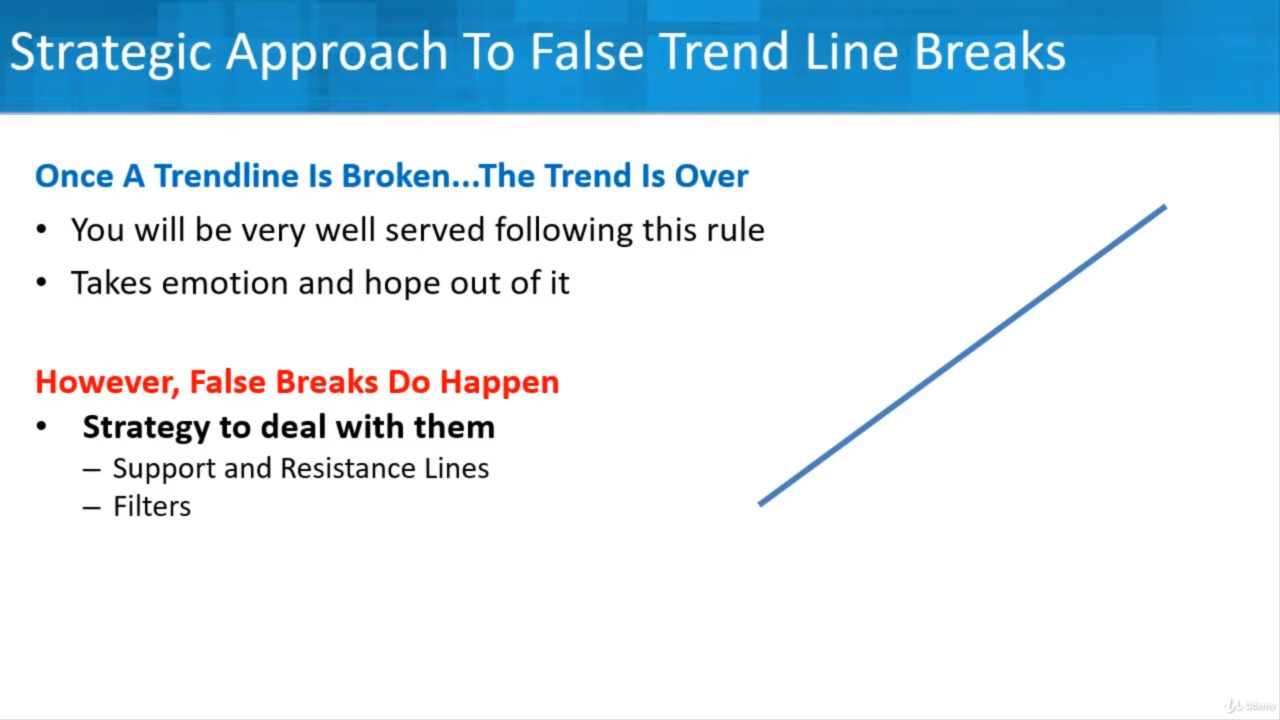 Strategic Approach To False Trend Line Breaks
Once A Trendline Is Broken...The Trend Is Over
• You will be very well served following this rule
• Takes emotion and hope out of it
However, False Breaks Do Happen
• Strategy to deal with them
– Support and Resistance Lines
– Filters
Udemy